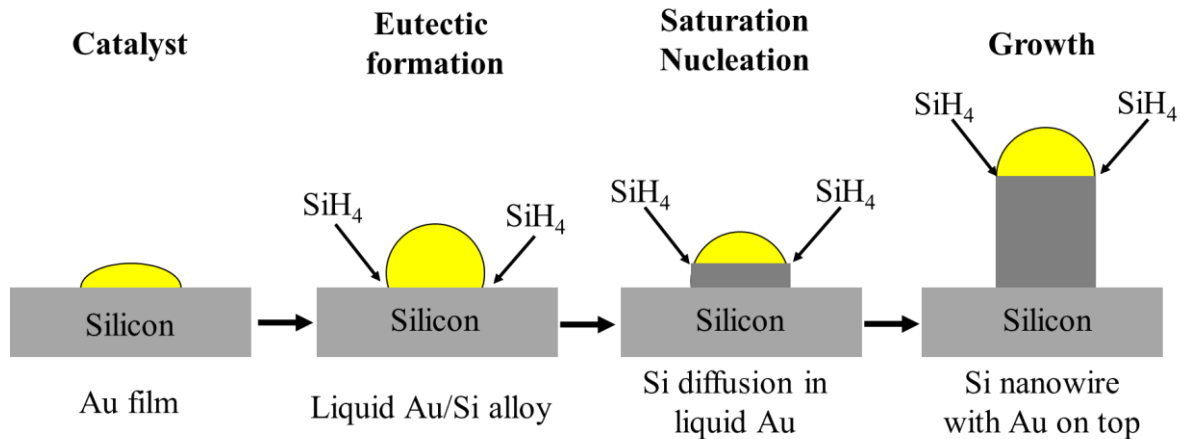 Catalyst
Eutectic
formation
Saturation
Nucleation
Growth
SiH₄
SiH₄
SiH₄
SiH₄
SiH₄
SiH₄
Silicon
Silicon
Silicon
Silicon
Au film
Liquid Au/Si alloy
Si diffusion in
liquid Au
Si nanowire
with Au on top